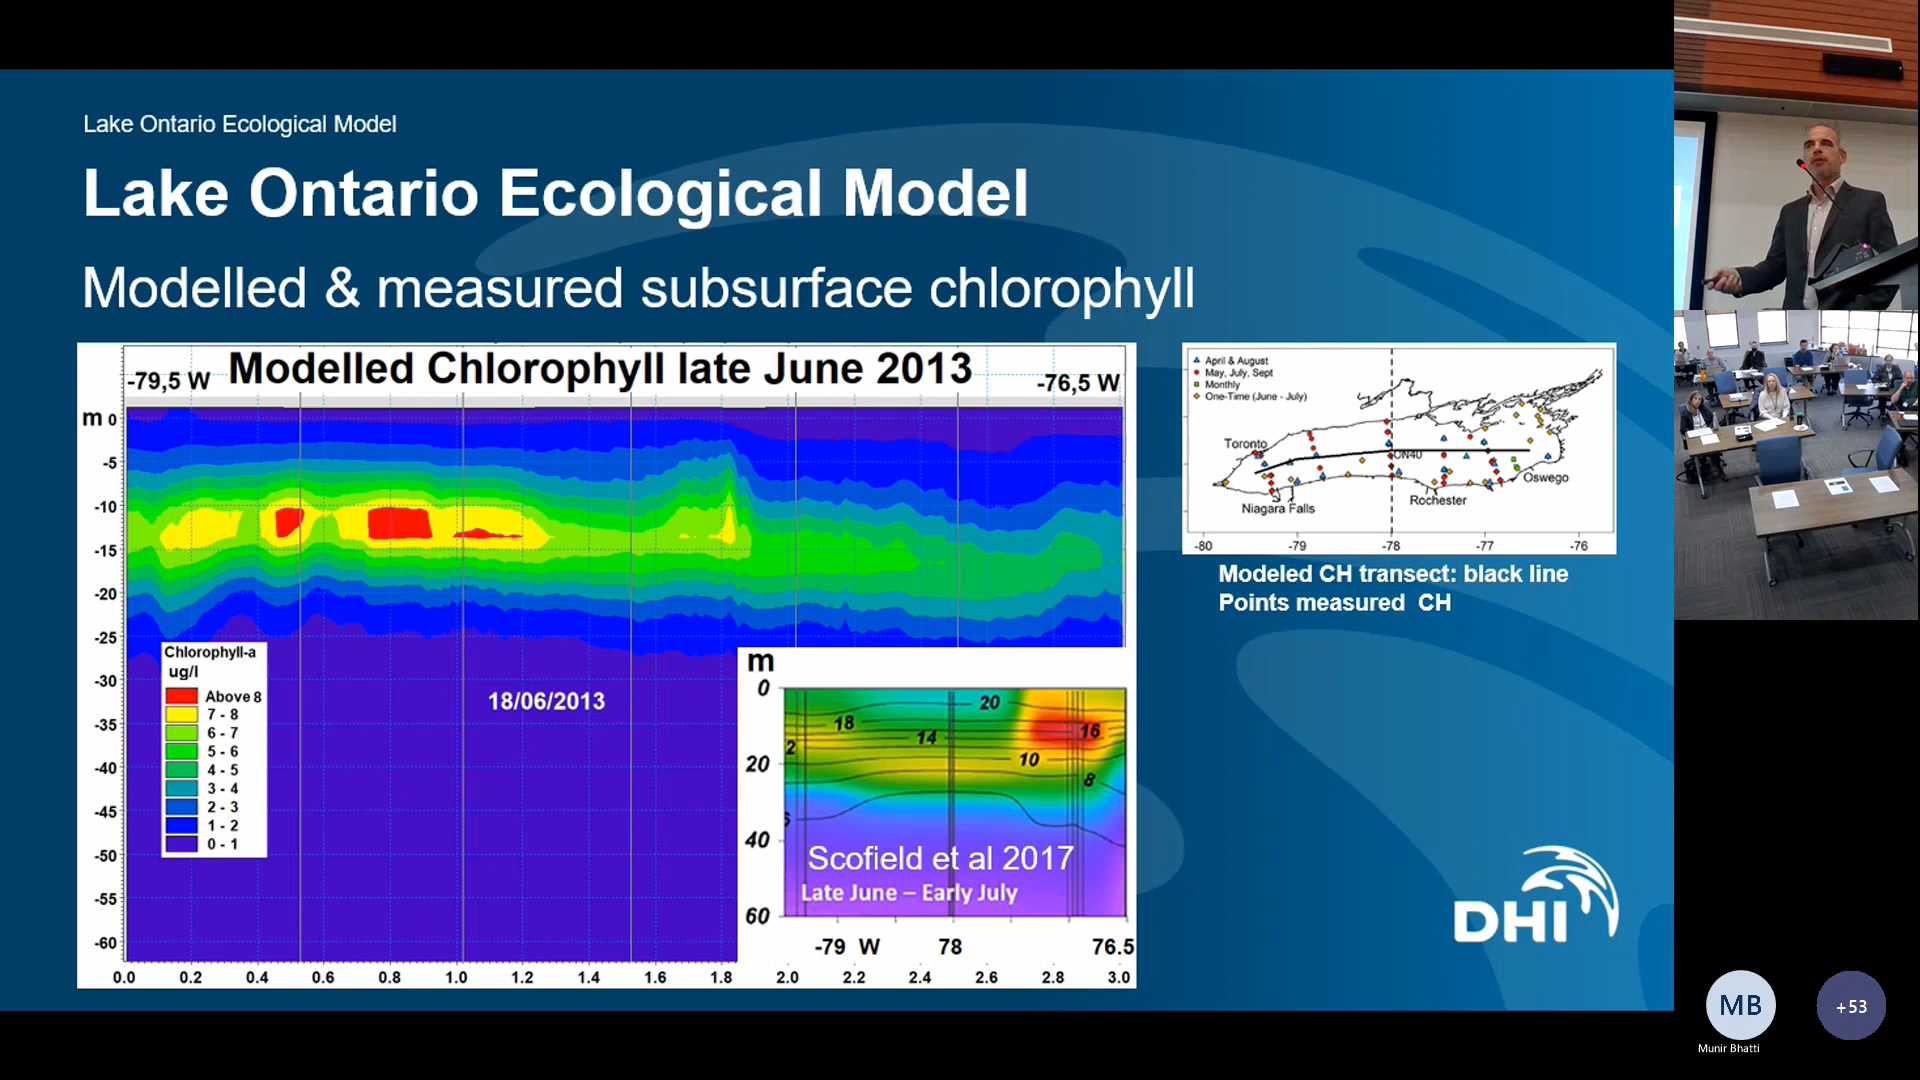 Lake Ontario Ecological Model
Lake Ontario Ecological Model
Modelled & measured subsurface chlorophyll
-79,5 W
Modelled Chlorophyll late June 2013
-76,5 W
m
0
-5
-10
-15
-20
-25
-30
-35
-40
-45
-50
-55
-60
Chlorophyll-a
ug/l
Above 8
7 - 8
6 - 7
5 - 6
4 - 5
3 - 4
2 - 3
1 - 2
0 - 1
18/06/2013
0.0 0.2 0.4 0.6 0.8 1.0 1.2 1.4 1.6 1.8 2.0 2.2 2.4 2.6 2.8 3.0
m
0
20
40
60
20
18
16
14
2
10
8
Scofield et al 2017
Late June – Early July
-79 W 78 76.5
April & August
May, July, Sept
Monthly
One-Time (June - July)
Toronto
ON40
Oswego
Rochester
Niagara Falls
-80 -79 -78 -77 -76
Modeled CH transect: black line
Points measured CH
DHI
MB
+53
Munir Bhatti